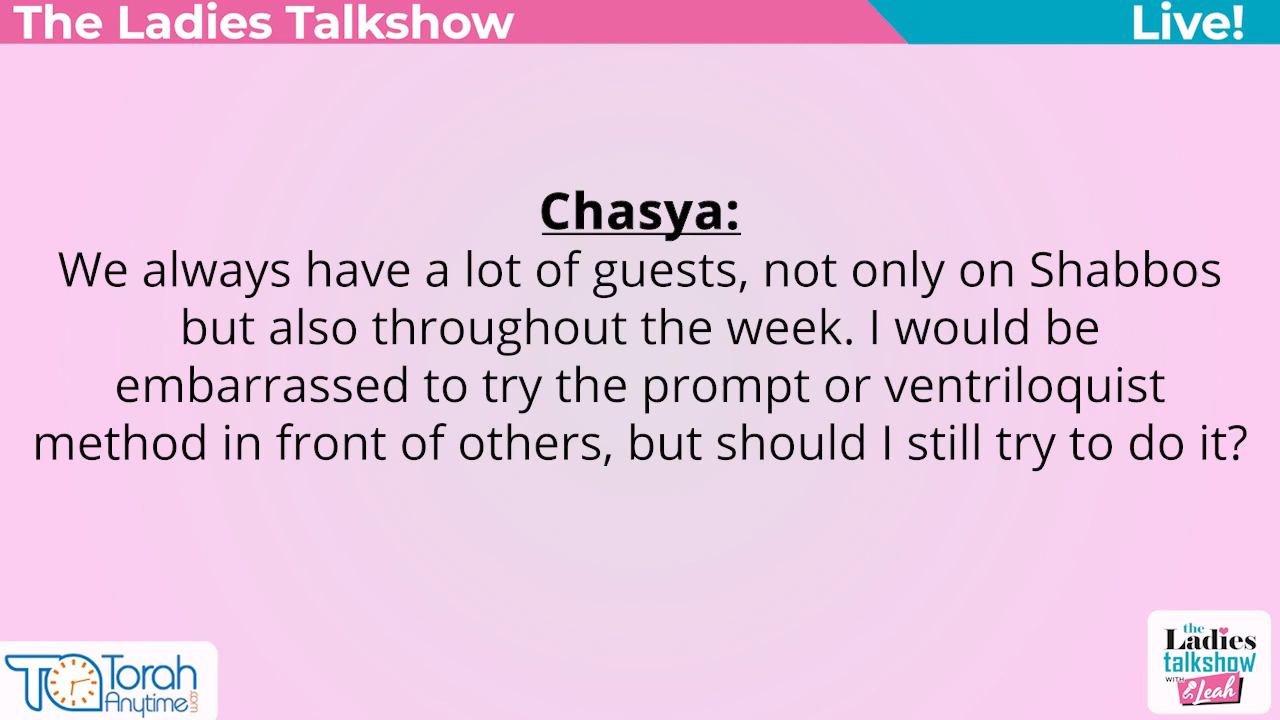 The Ladies Talkshow
Live!
Chasya:
We always have a lot of guests, not only on Shabbos
but also throughout the week. I would be
embarrassed to try the prompt or ventriloquist
method in front of others, but should I still try to do it?
TA Torah
Anytime.com
the
Ladies
talkshow
WITH
Leah